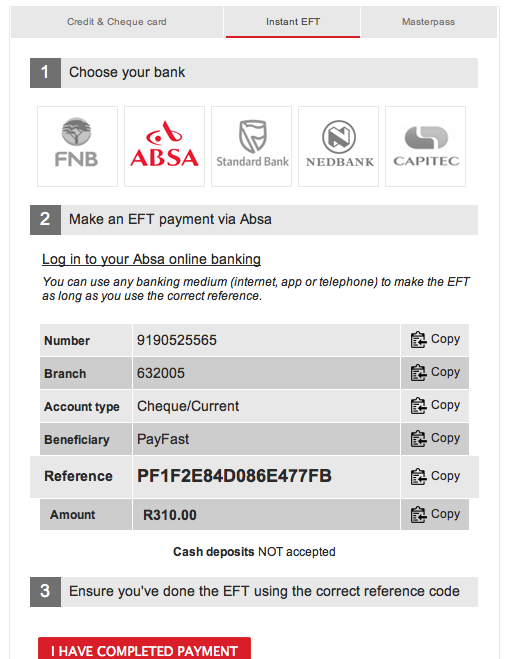 Credit & Cheque card Instant EFT Masterpass
1 Choose your bank
FNB ABSA Standard Bank NEDBANK CAPITEC
2 Make an EFT payment via Absa
Log in to your Absa online banking
You can use any banking medium (internet, app or telephone) to make the EFT
as long as you use the correct reference.
Number 9190525565 Copy
Branch 632005 Copy
Account type Cheque/Current Copy
Beneficiary PayFast Copy
Reference PF1F2E84D086E477FB Copy
Amount R310.00 Copy
Cash deposits NOT accepted
3 Ensure you've done the EFT using the correct reference code
I HAVE COMPLETED PAYMENT